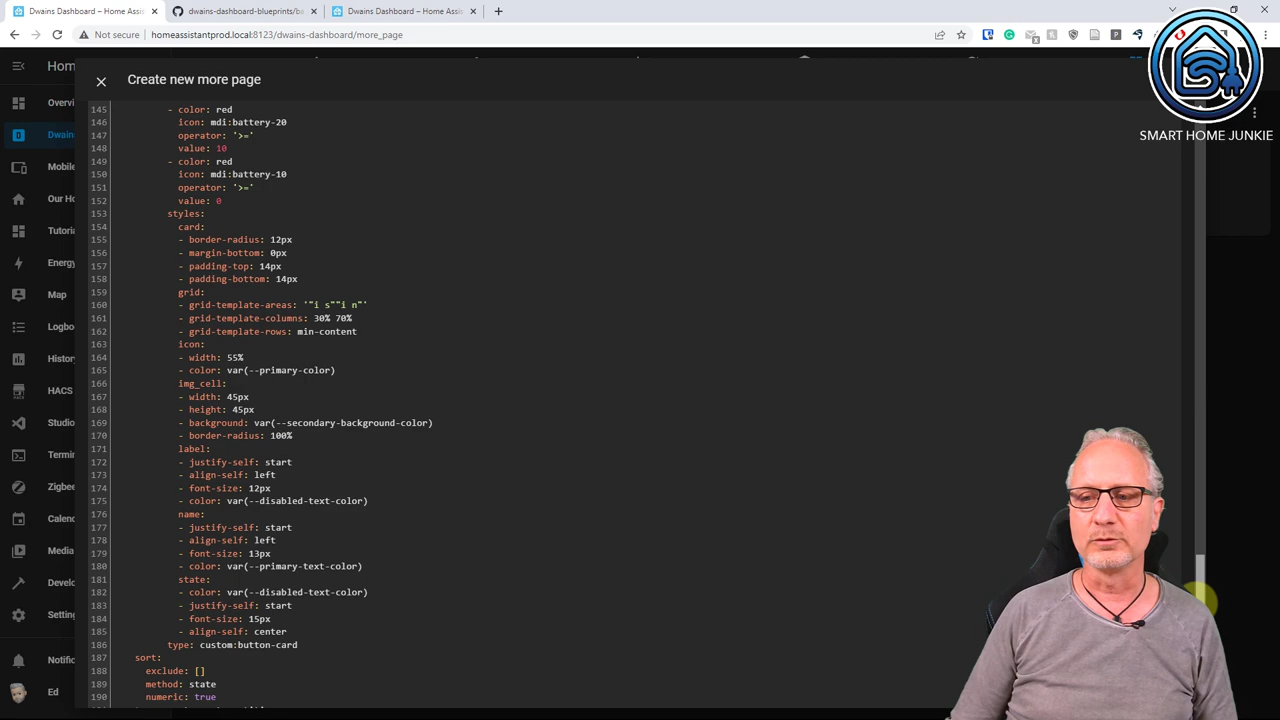 Dwains Dashboard – Home Assis
dwains-dashboard-blueprints/ba
Dwains Dashboard – Home Assist
Not secure
homeassistantprod.local:8123/dwains-dashboard/more_page
SMART HOME JUNKIE
Hom
Overvi
Dwain
Mobile
Our Ho
Tutoria
Energy
Map
Logbo
History
HACS
Studio
Termin
Zigbee
Calend
Media
Develo
Setting
Notific
Ed
Create new more page
145 - color: red
146 icon: mdi:battery-20
147 operator: '>='
148 value: 10
149 - color: red
150 icon: mdi:battery-10
151 operator: '>='
152 value: 0
153 styles:
154 card:
155 - border-radius: 12px
156 - margin-bottom: 0px
157 - padding-top: 14px
158 - padding-bottom: 14px
159 grid:
160 - grid-template-areas: '"i s""i n"'
161 - grid-template-columns: 30% 70%
162 - grid-template-rows: min-content
163 icon:
164 - width: 55%
165 - color: var(--primary-color)
166 img_cell:
167 - width: 45px
168 - height: 45px
169 - background: var(--secondary-background-color)
170 - border-radius: 100%
171 label:
172 - justify-self: start
173 - align-self: left
174 - font-size: 12px
175 - color: var(--disabled-text-color)
176 name:
177 - justify-self: start
178 - align-self: left
179 - font-size: 13px
180 - color: var(--primary-text-color)
181 state:
182 - color: var(--disabled-text-color)
183 - justify-self: start
184 - font-size: 15px
185 - align-self: center
186 type: custom:button-card
187 sort:
188 exclude: []
189 method: state
190 numeric: true